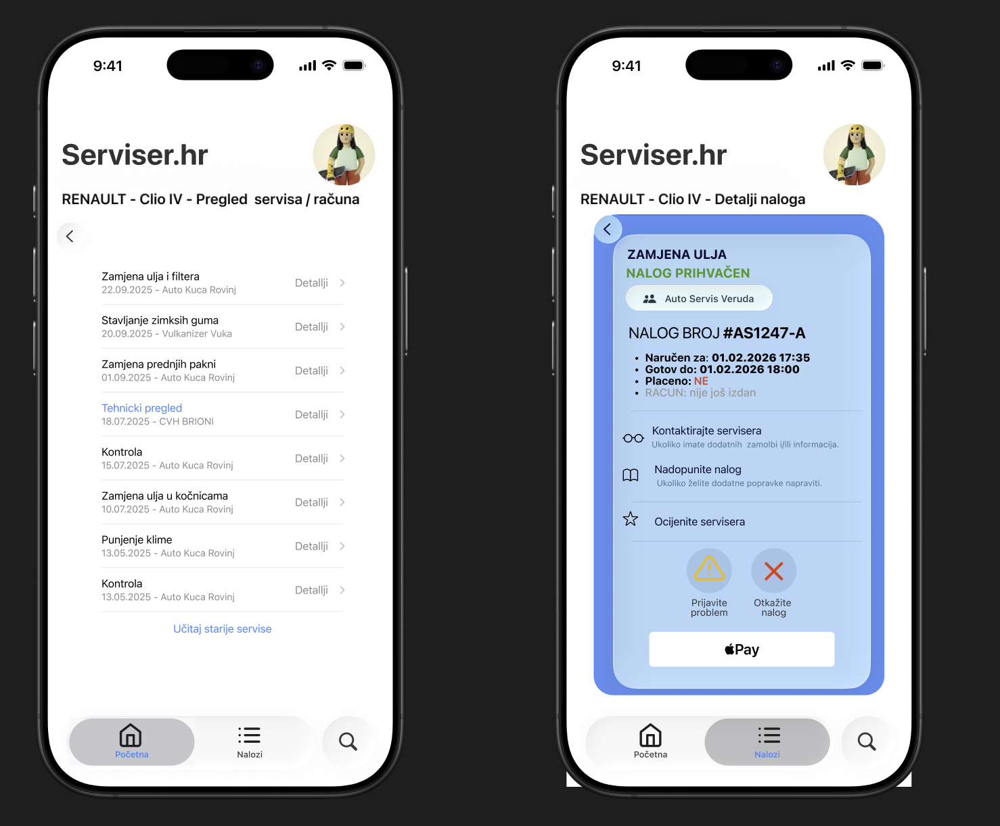 9:41
Serviser.hr
RENAULT - Clio IV - Pregled  servisa / računa
Zamjena ulja i filtera
22.09.2025 - Auto Kuca Rovinj
Detallji
Stavljanje zimksih guma
20.09.2025 - Vulkanizer Vuka
Detallji
Zamjena prednjih pakni
01.09.2025 - Auto Kuca Rovinj
Detallji
Tehnicki pregled
18.07.2025 - CVH BRIONI
Detallji
Kontrola
15.07.2025 - Auto Kuca Rovinj
Detallji
Zamjena ulja u kočnicama
10.07.2025 - Auto Kuca Rovinj
Detallji
Punjenje klime
13.05.2025 - Auto Kuca Rovinj
Detallji
Kontrola
13.05.2025 - Auto Kuca Rovinj
Detallji
Učitaj starije servise
Početna
Nalozi
9:41
Serviser.hr
RENAULT - Clio IV - Detalji naloga
ZAMJENA ULJA
NALOG PRIHVAČEN
Auto Servis Veruda
NALOG BROJ #AS1247-A
• Naručen za: 01.02.2026 17:35
• Gotov do: 01.02.2026 18:00
• Placeno: NE
• RACUN: nije još izdan
Kontaktirajte servisera
Ukoliko imate dodatnih  zamolbi i/ili informacija.
Nadopunite nalog
Ukoliko želite dodatne popravke napraviti.
Ocijenite servisera
Prijavite
problem
Otkažite
nalog
Pay
Početna
Nalozi